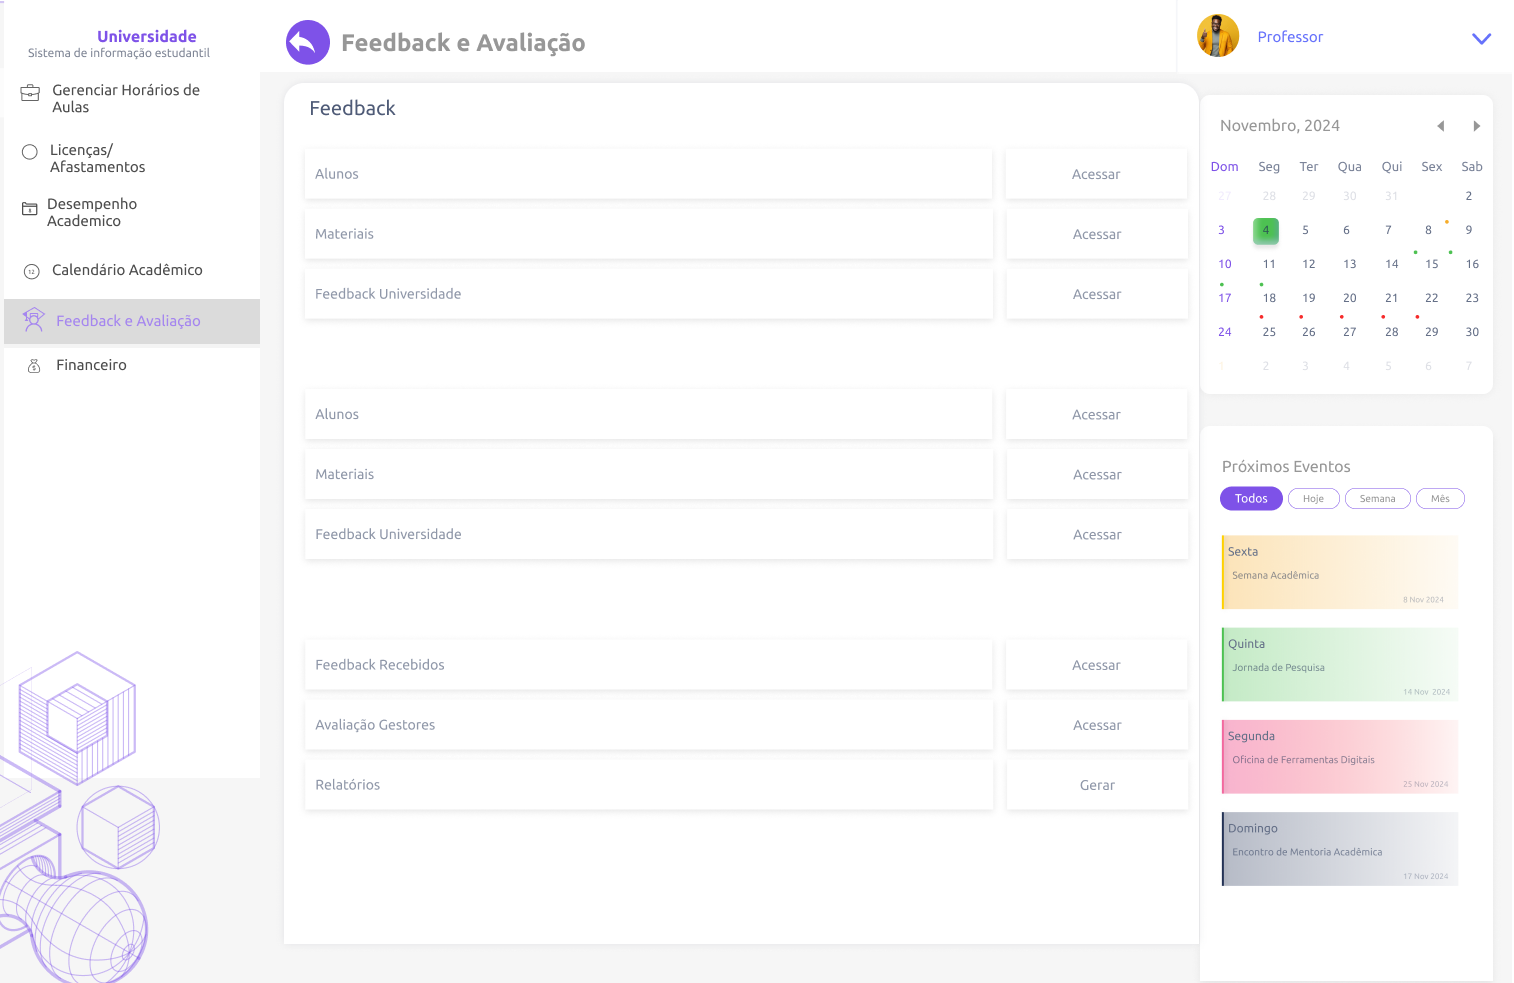 Universidade
Sistema de informação estudantil
Gerenciar Horários de
Aulas
Licenças/
Afastamentos
Desempenho
Academico
12
Calendário Acadêmico
Feedback e Avaliação
Financeiro
Feedback e Avaliação
Professor
Feedback
Alunos Acessar
Materiais Acessar
Feedback Universidade Acessar
Alunos Acessar
Materiais Acessar
Feedback Universidade Acessar
Feedback Recebidos Acessar
Avaliação Gestores Acessar
Relatórios Gerar
Novembro, 2024
Dom Seg Ter Qua Qui Sex Sab
27 28 29 30 31 2
3 4 5 6 7 8 9
10 11 12 13 14 15 16
17 18 19 20 21 22 23
24 25 26 27 28 29 30
1 2 3 4 5 6 7
Próximos Eventos
Todos Hoje Semana Mês
Sexta
Semana Acadêmica
8 Nov 2024
Quinta
Jornada de Pesquisa
14 Nov 2024
Segunda
Oficina de Ferramentas Digitais
25 Nov 2024
Domingo
Encontro de Mentoria Acadêmica
17 Nov 2024